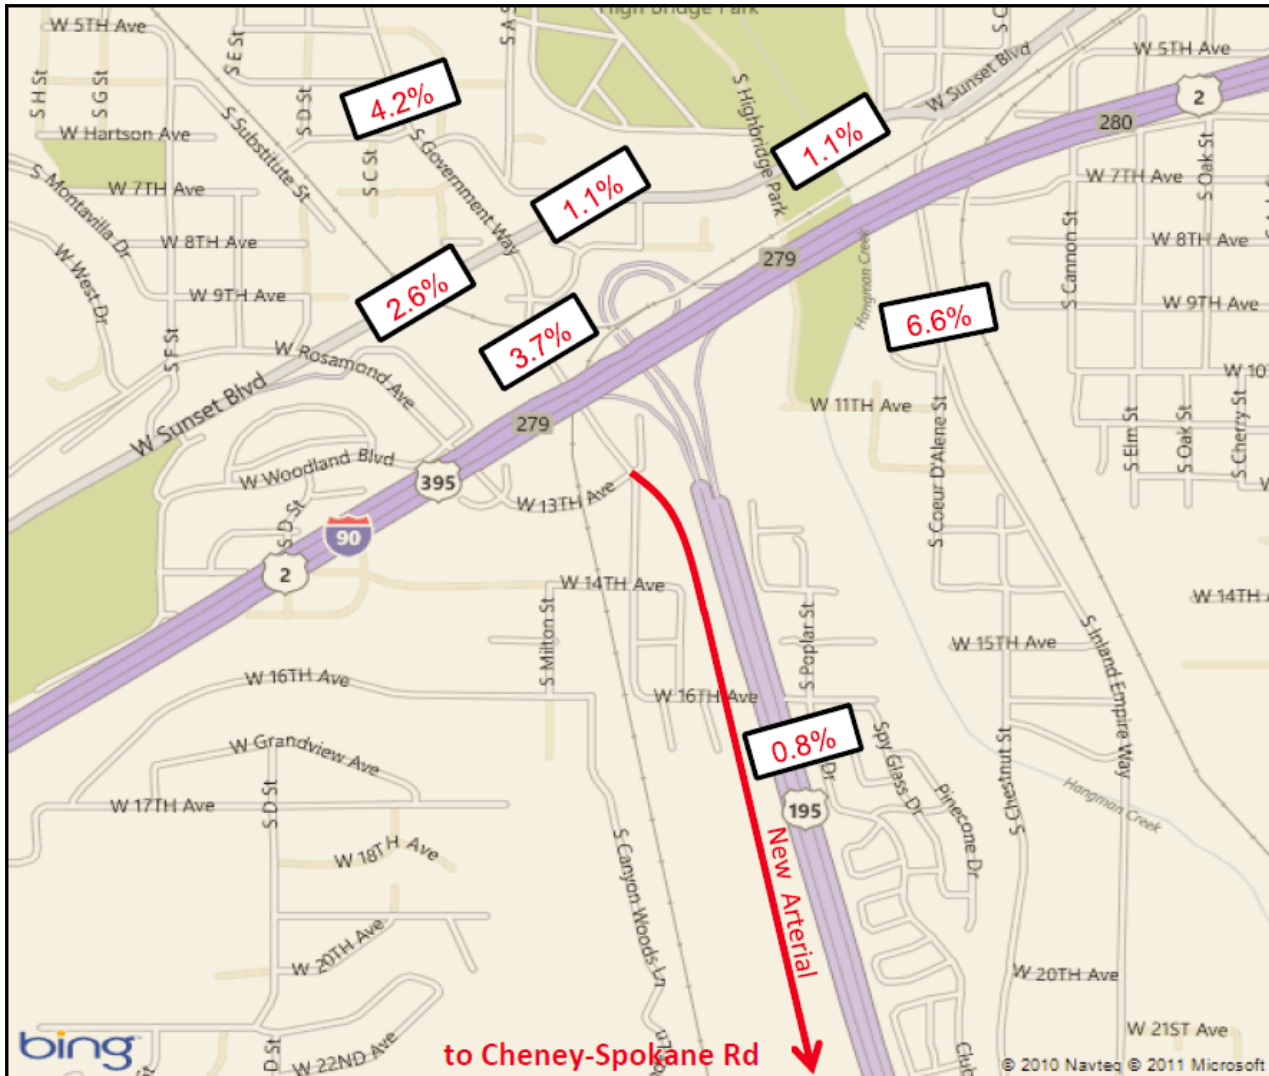 High Bridge Park
W 5TH Ave
S E St
S A S
S H St
S G St
S D St
4.2%
W Hartson Ave
S Substitute St
S Government Way
S C St
S Montavilla Dr
W 7TH Ave
W West Dr
W 8TH Ave
W 9TH Ave
S F St
1.1%
2.6%
3.7%
W Rosamond Ave
W Sunset Blvd
279
W Woodland Blvd
395
W 13TH Ave
S D St
90
2
S Highbridge Park
1.1%
W Sunset Blvd
W 5TH Ave
2
280
S Oak St
W 7TH Ave
279
Hangman Creek
S Cannon St
W 8TH Ave
6.6%
W 9TH Ave
W 10
W 11TH Ave
S Coeur D'Alene St
S Elm St
S Oak St
S Cherry St
W 14TH Ave
S Milton St
S Poplar St
W 15TH Ave
S Inland Empire Way
W 14TH A
W 16TH Ave
W 16TH Ave
0.8%
Dr
Spy Glass Dr
Pinecone Dr
S Chestnut St
Hangman Creek
W Grandview Ave
S D St
W 17TH Ave
W 18TH Ave
S Canyon Woods Ln
195
New Arterial
W 20TH Ave
W 20TH Ave
W 21ST Ave
W 22ND Ave
D St
Club
bing
to Cheney-Spokane Rd
© 2010 Navteq © 2011 Microsoft